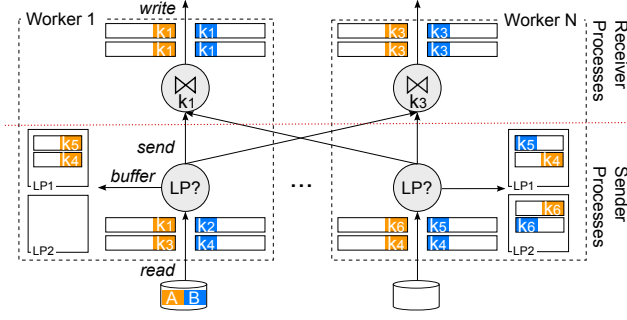 write
Worker 1
Worker N
k1 k1
k1 k1
k3 k3
k3 k3
⋈
k1
⋈
k3
Receiver
Processes
send
buffer
k5
k4
LP1
LP2
LP?
...
LP?
k5
k4
LP1
k6
k6
LP2
Sender
Processes
k1 k2
k3 k4
k6 k5
k4 k4
read
A B